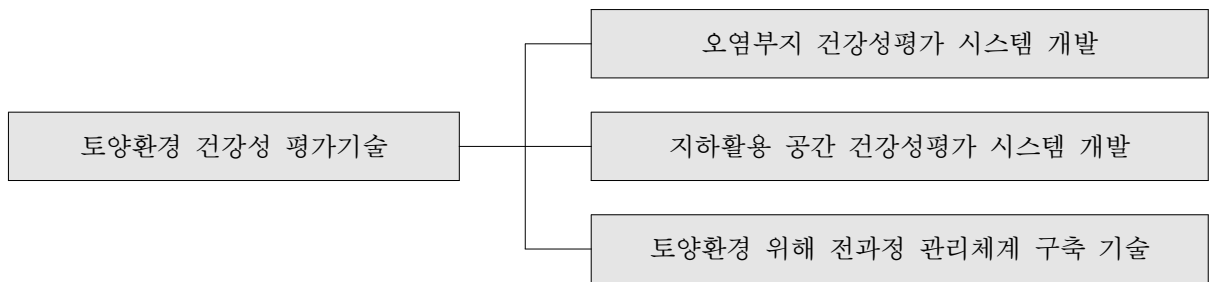 오염부지 건강성평가 시스템 개발
토양환경 건강성 평가기술
지하활용 공간 건강성평가 시스템 개발
토양환경 위해 전과정 관리체계 구축 기술